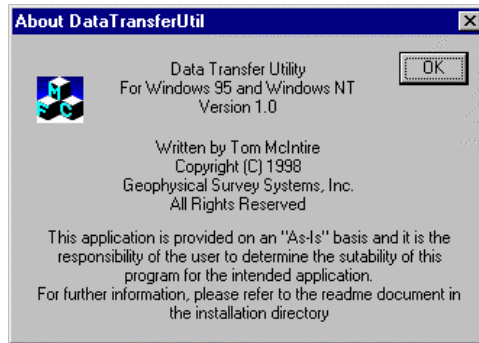 About DataTransferUtil
Data Transfer Utility
OK
For Windows 95 and Windows NT
Version 1.0
M
F C
Written by Tom McIntire
Copyright (C) 1998
Geophysical Survey Systems, Inc.
All Rights Reserved
This application is provided on an "As-Is" basis and it is the
responsibility of the user to determine the sutability of this
program for the intended application.
For further information, please refer to the readme document in
the installation directory